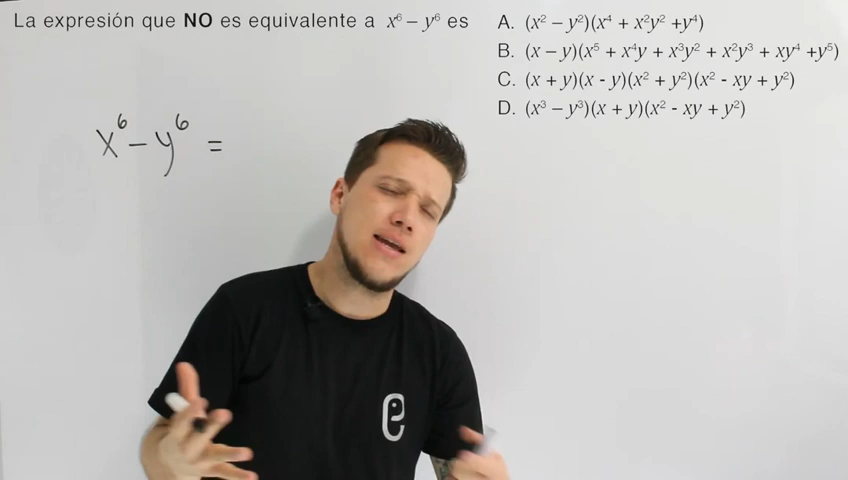 La expresión que NO es equivalente a x⁶ – y⁶ es
A. (x² – y²)(x⁴ + x²y² +y⁴)
B. (x – y)(x⁵ + x⁴y + x³y² + x²y³ + xy⁴ +y⁵)
C. (x + y)(x - y)(x² + y²)(x² - xy + y²)
D. (x³ – y³)(x + y)(x² - xy + y²)
x⁶ – y⁶ =
e